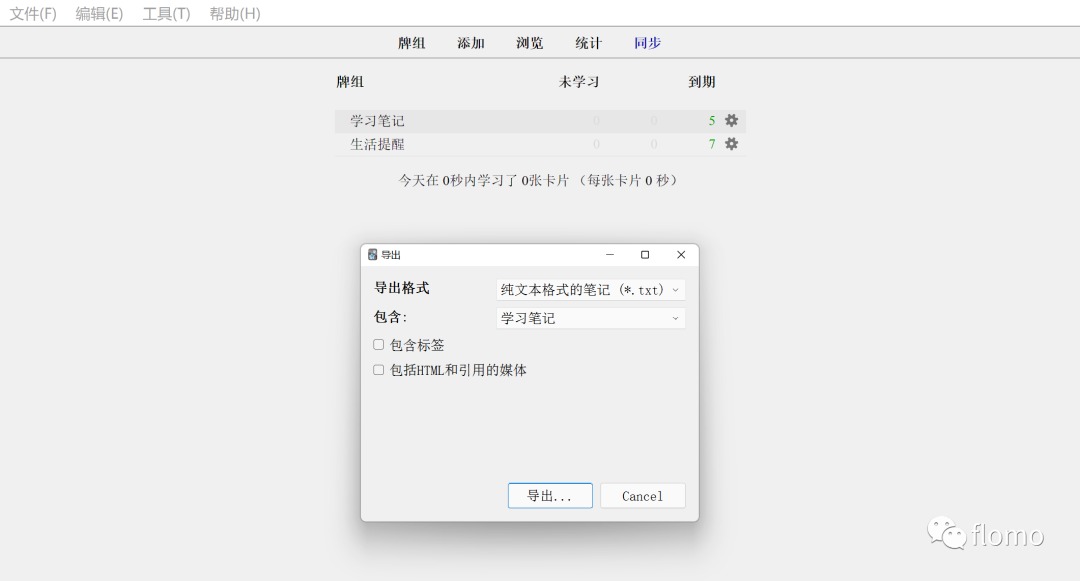 文件(F) 编辑(E) 工具(T) 帮助(H)
牌组 添加 浏览 统计 同步
牌组 未学习 到期
学习笔记 0 0 5
生活提醒 0 0 7
今天在 0秒内学习了 0张卡片 （每张卡片 0 秒）
导出
导出格式 纯文本格式的笔记 (*.txt)
包含: 学习笔记
包含标签
包括HTML和引用的媒体
导出... Cancel
flomo